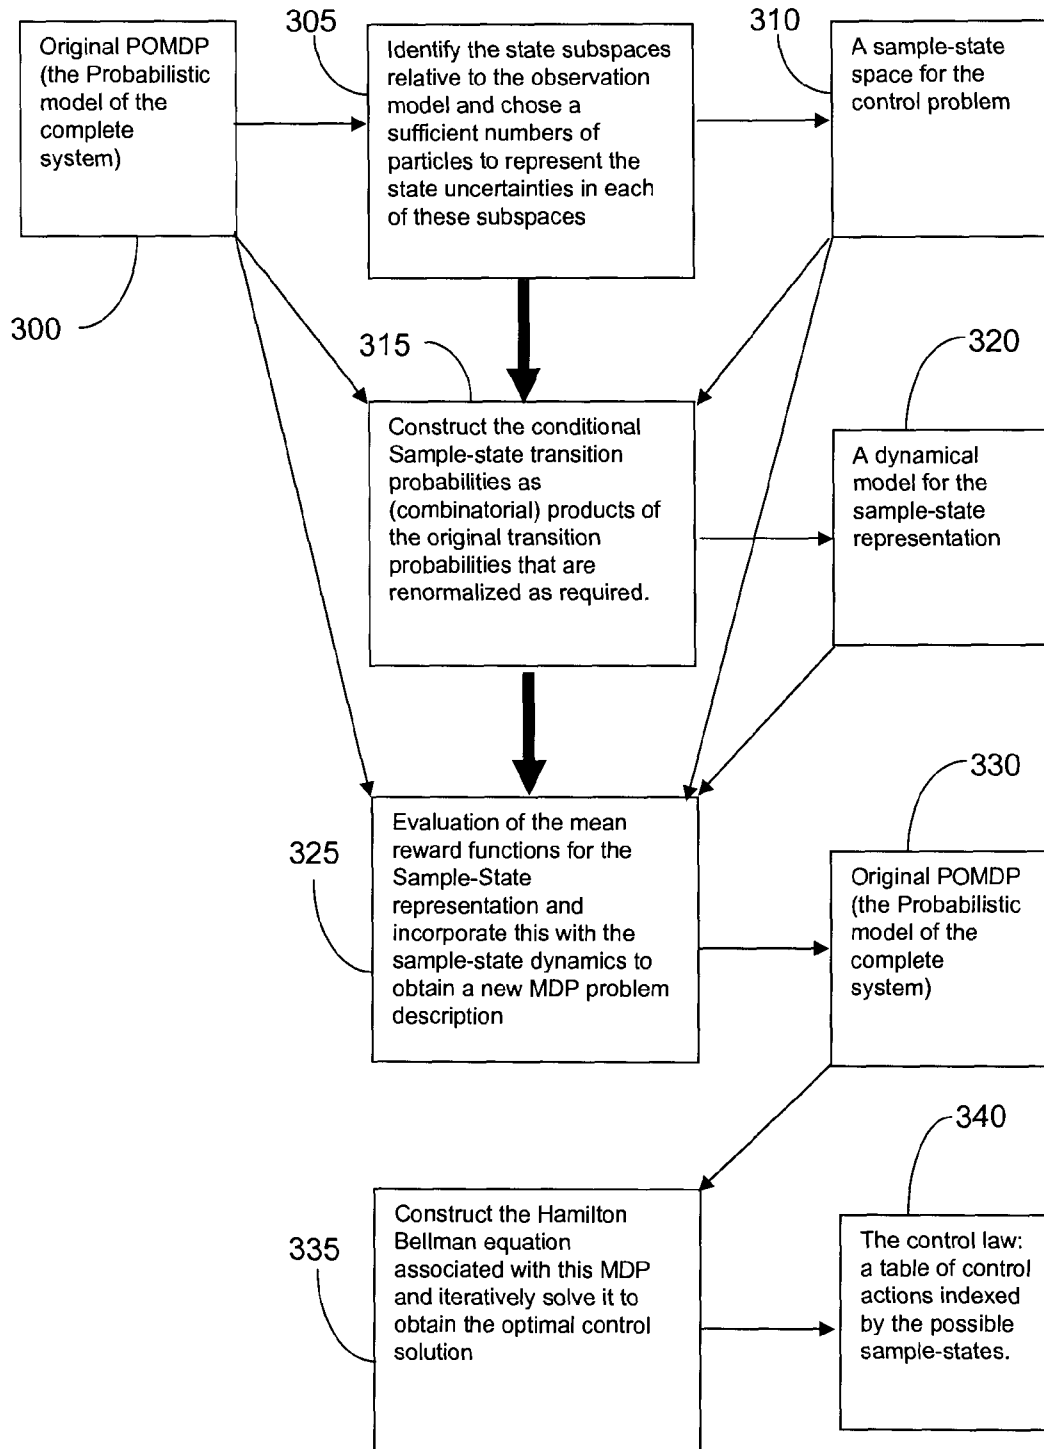 Original POMDP
(the Probabilistic
model of the
complete
system)
300
305
Identify the state subspaces
relative to the observation
model and chose a
sufficient numbers of
particles to represent the
state uncertainties in each
of these subspaces
310
A sample-state
space for the
control problem
315
Construct the conditional
Sample-state transition
probabilities as
(combinatorial) products of
the original transition
probabilities that are
renormalized as required.
320
A dynamical
model for the
sample-state
representation
325
Evaluation of the mean
reward functions for the
Sample-State
representation and
incorporate this with the
sample-state dynamics to
obtain a new MDP problem
description
330
Original POMDP
(the Probabilistic
model of the
complete
system)
335
Construct the Hamilton
Bellman equation
associated with this MDP
and iteratively solve it to
obtain the optimal control
solution
340
The control law:
a table of control
actions indexed
by the possible
sample-states.